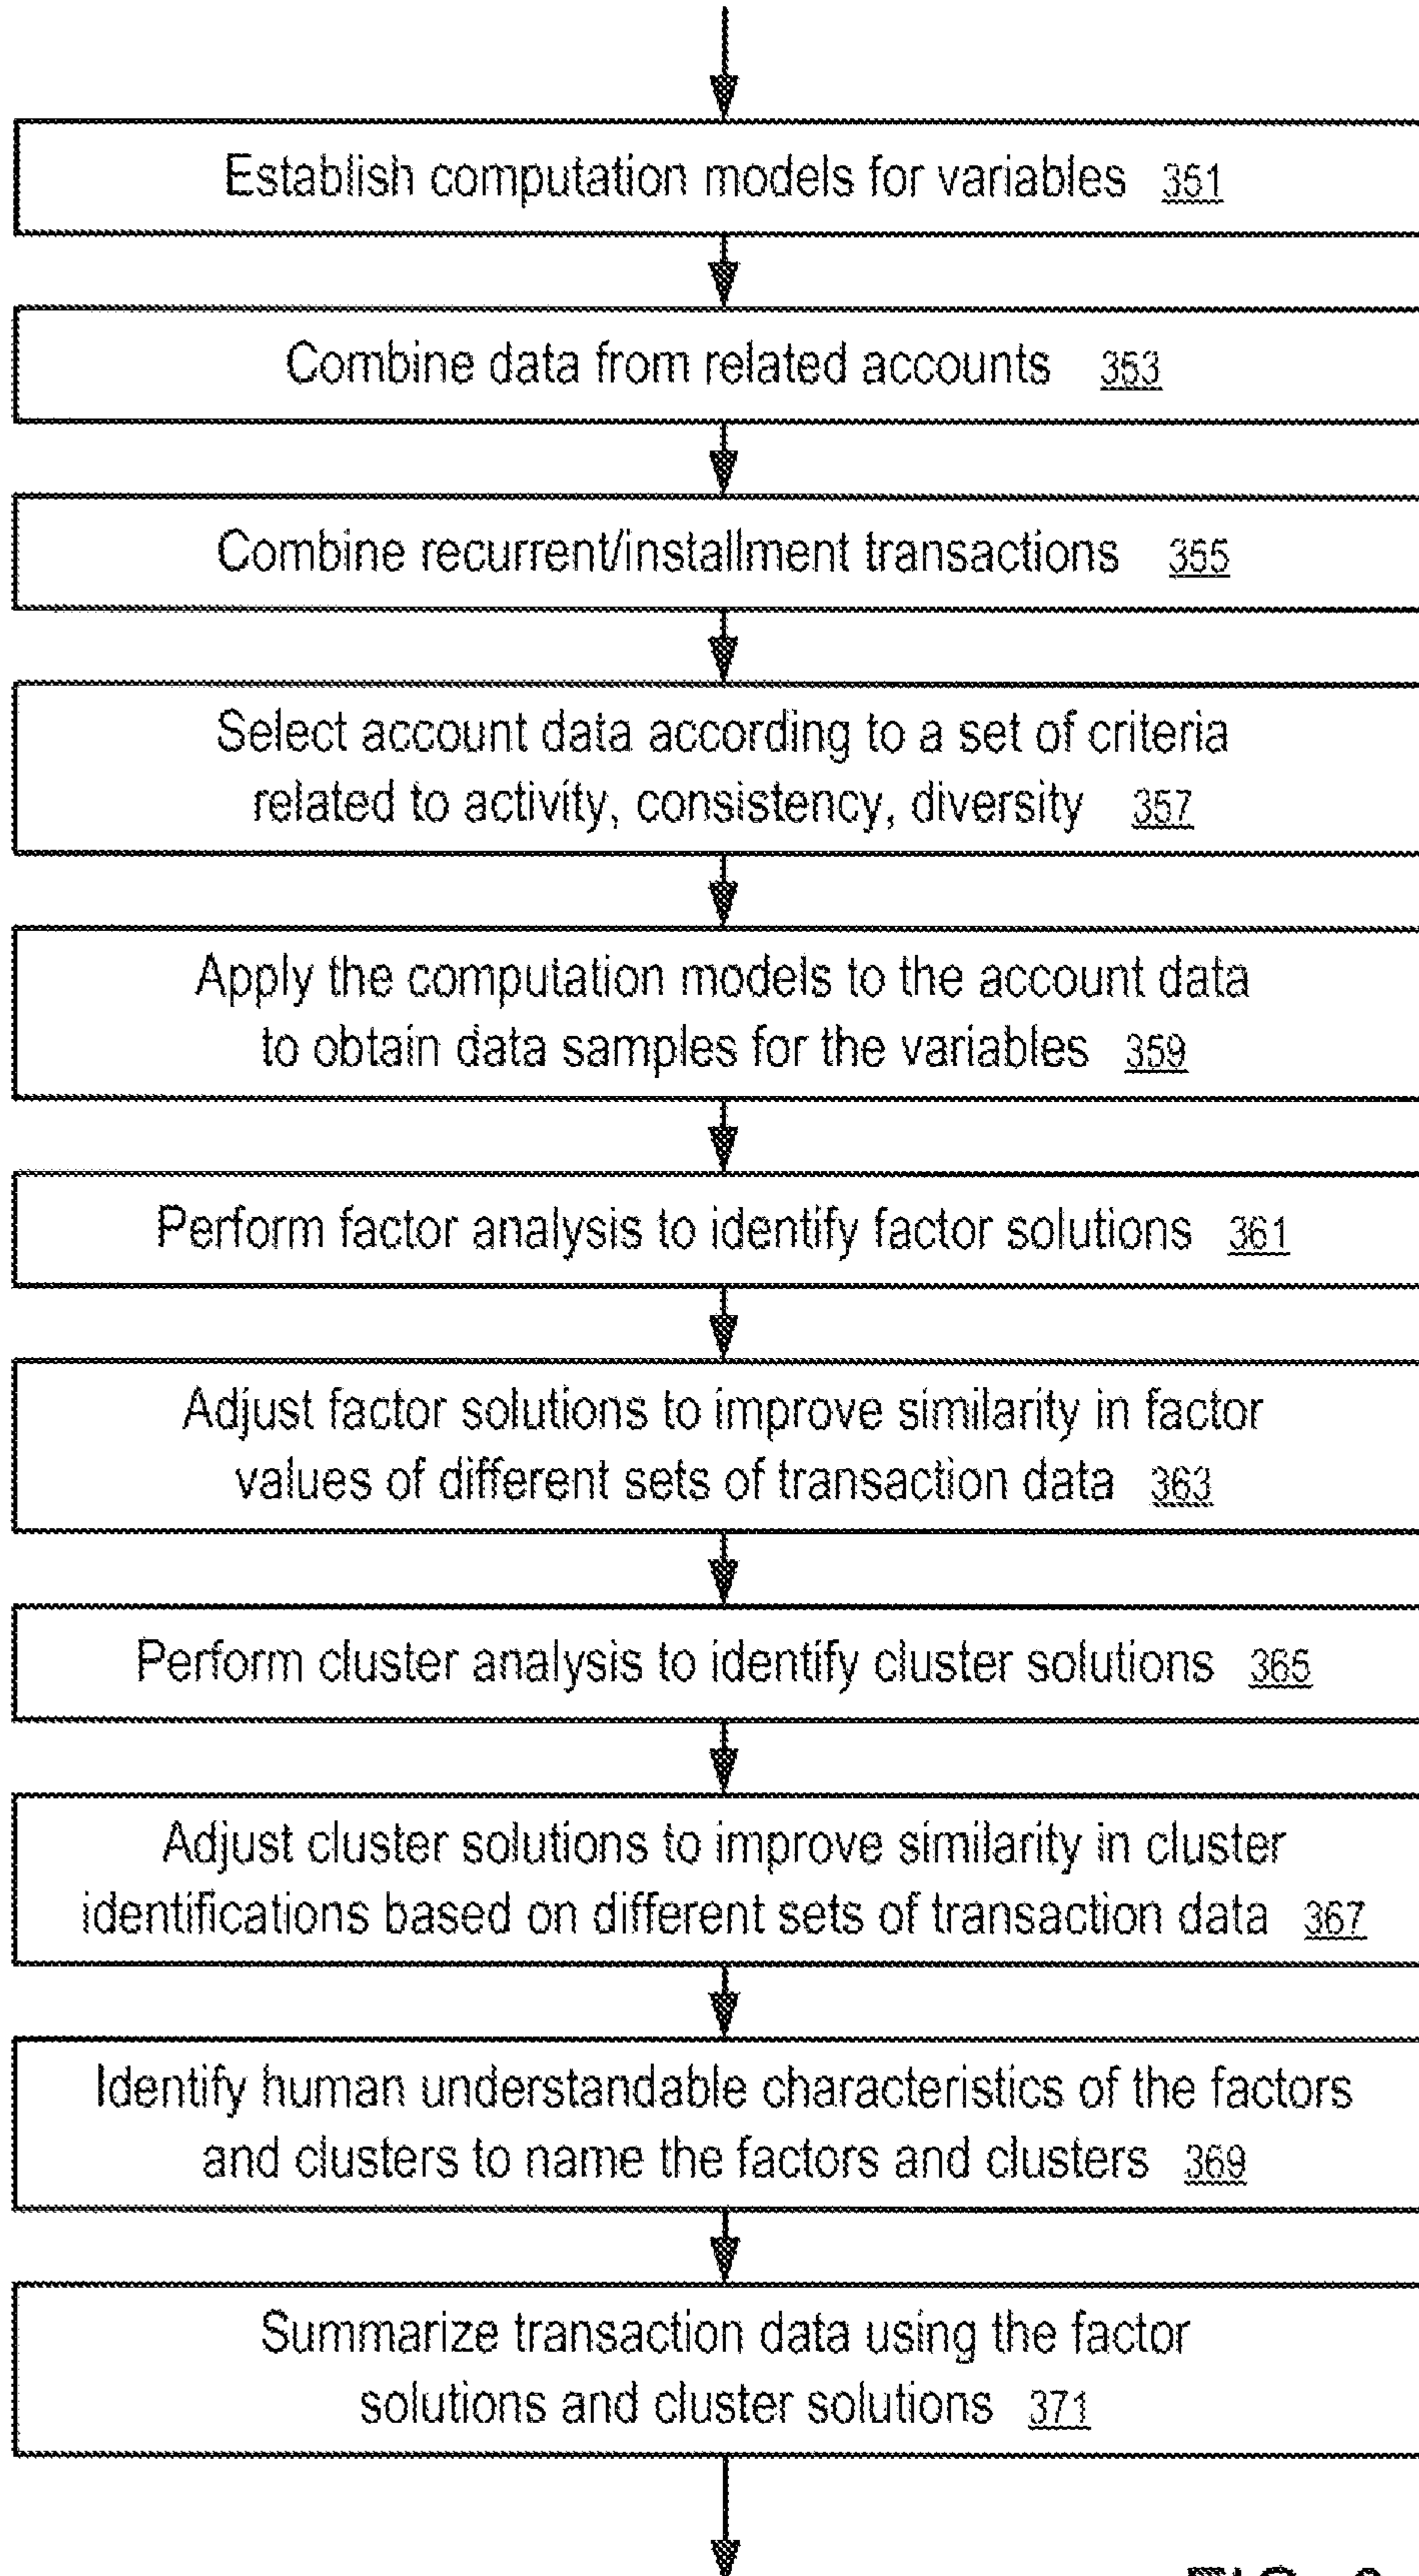 Establish computation models for variables 351
Combine data from related accounts 353
Combine recurrent/installment transactions 355
Select account data according to a set of criteria
related to activity, consistency, diversity 357
Apply the computation models to the account data
to obtain data samples for the variables 359
Perform factor analysis to identify factor solutions 361
Adjust factor solutions to improve similarity in factor
values of different sets of transaction data 363
Perform cluster analysis to identify cluster solutions 365
Adjust cluster solutions to improve similarity in cluster
identifications based on different sets of transaction data 367
Identify human understandable characteristics of the factors
and clusters to name the factors and clusters 369
Summarize transaction data using the factor
solutions and cluster solutions 371